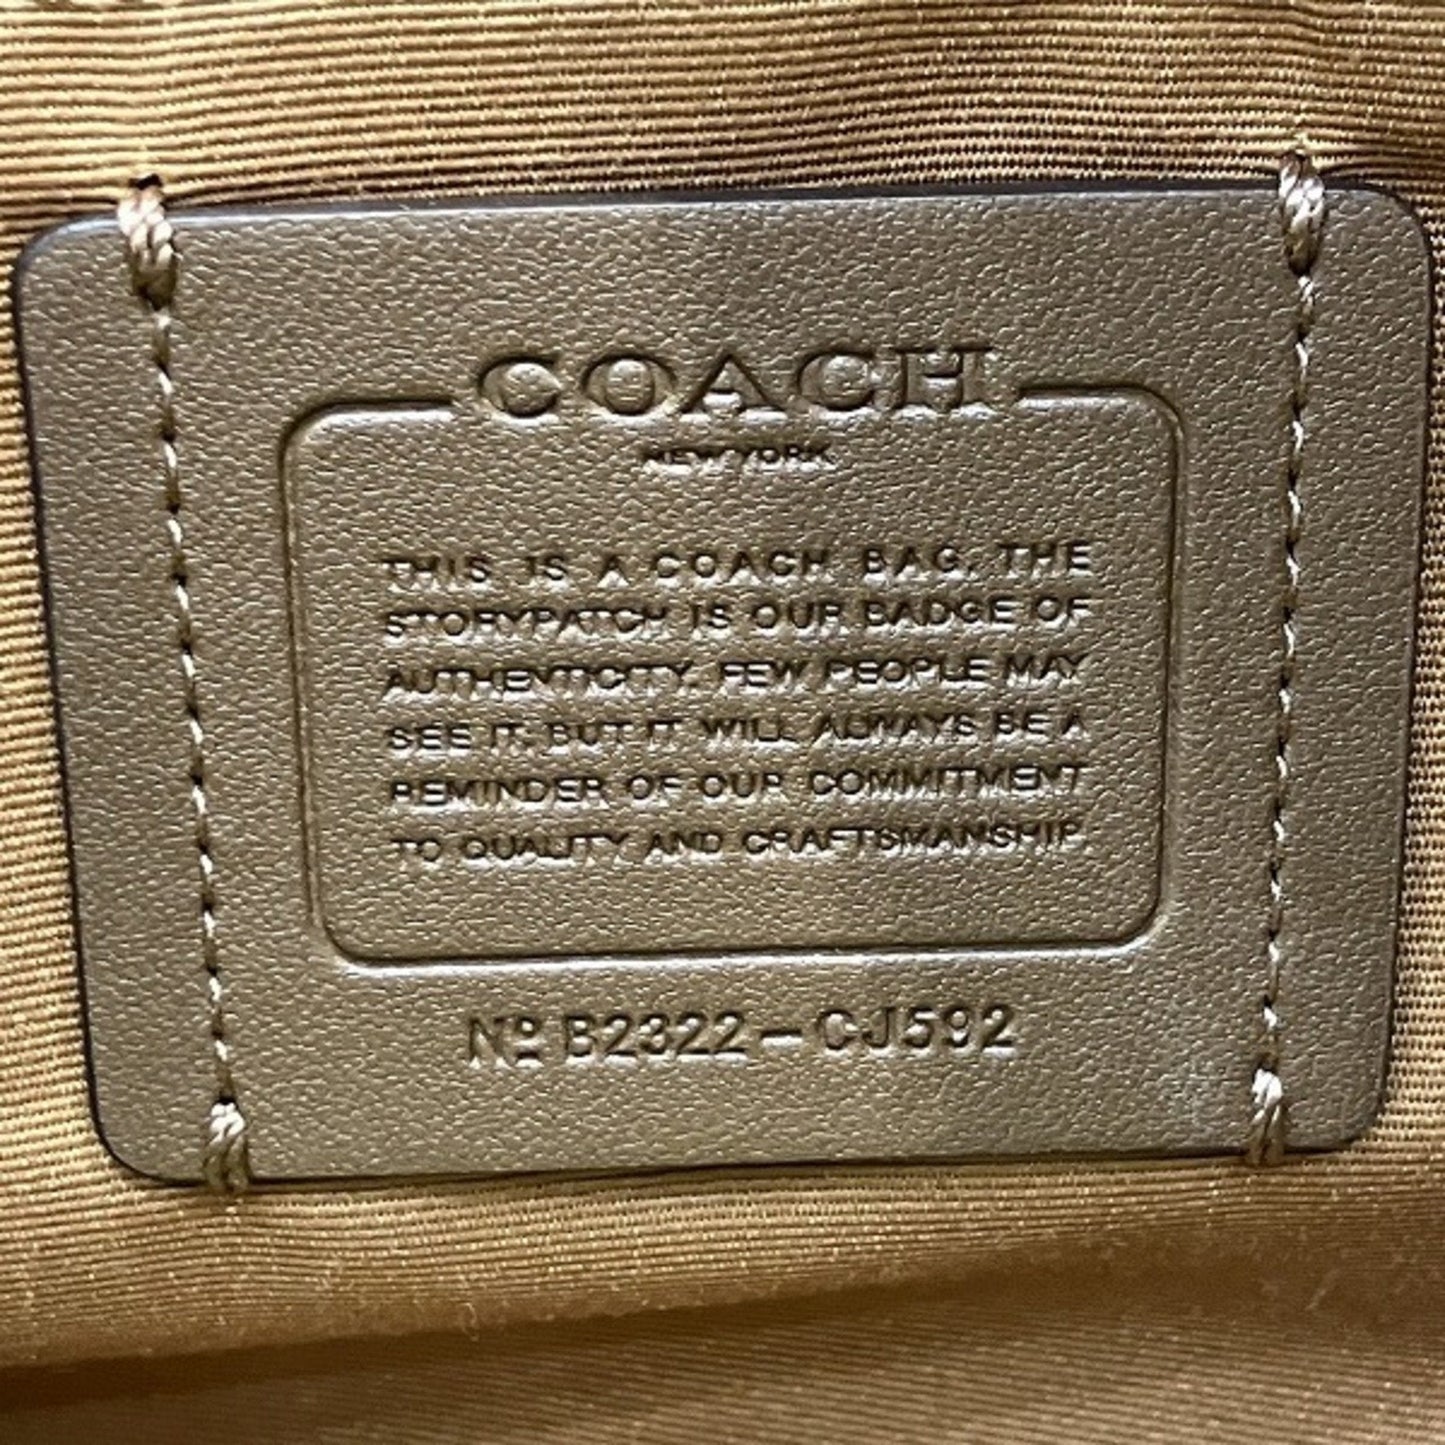 COACH
NEW YORK
THIS IS A COACH BAG. THE
STORYPATCH IS OUR BADGE OF
AUTHENTICITY. FEW PEOPLE MAY
SEE IT. BUT IT WILL ALWAYS BE A
REMINDER OF OUR COMMITMENT
TO QUALITY AND CRAFTSMANSHIP.
Nº B2322-CJ592